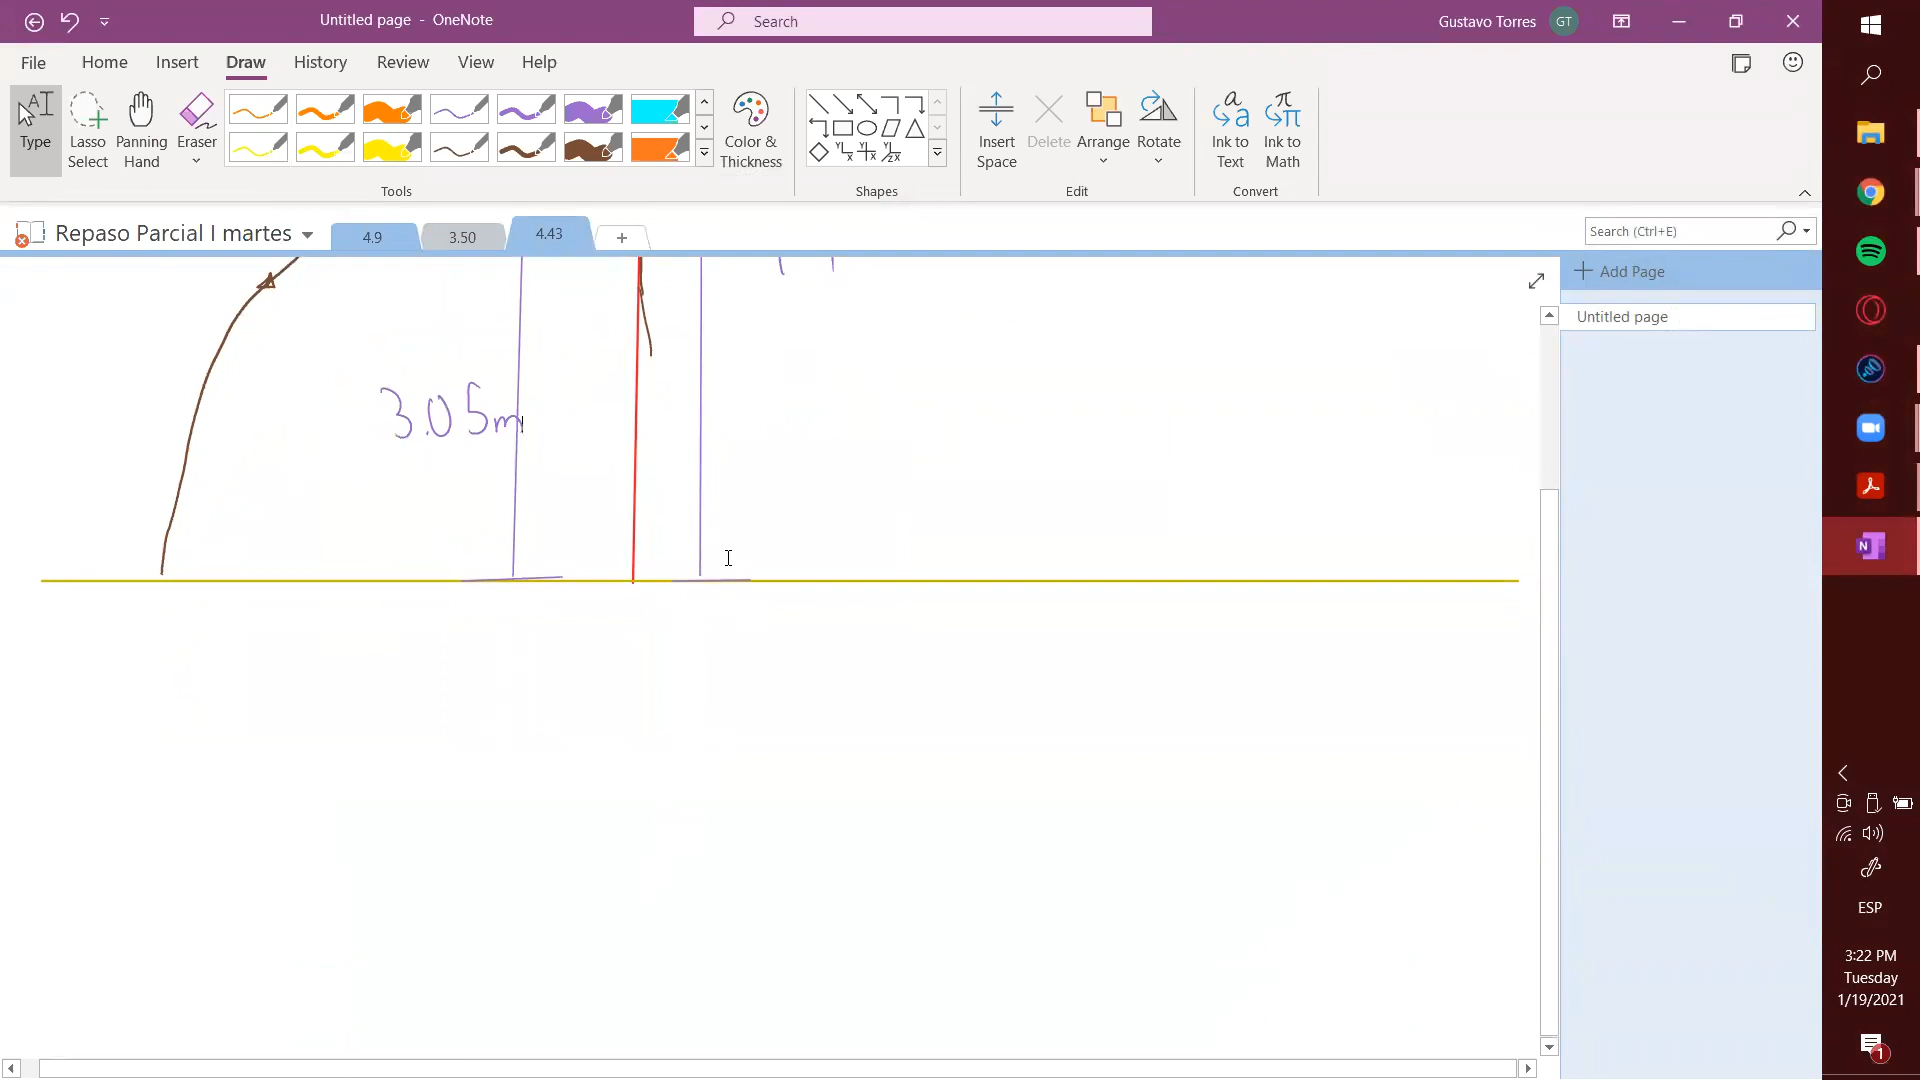 Untitled page - OneNote
Search
Gustavo Torres GT
File Home Insert Draw History Review View Help
Type
Lasso Select
Panning Hand
Eraser
Color & Thickness
Insert Space
Delete
Arrange
Rotate
Ink to Text
Ink to Math
Tools Shapes Edit Convert
Repaso Parcial I martes
4.9 3.50 4.43
Search (Ctrl+E)
Add Page
Untitled page
3.05m
ESP
3:22 PM
Tuesday
1/19/2021
1